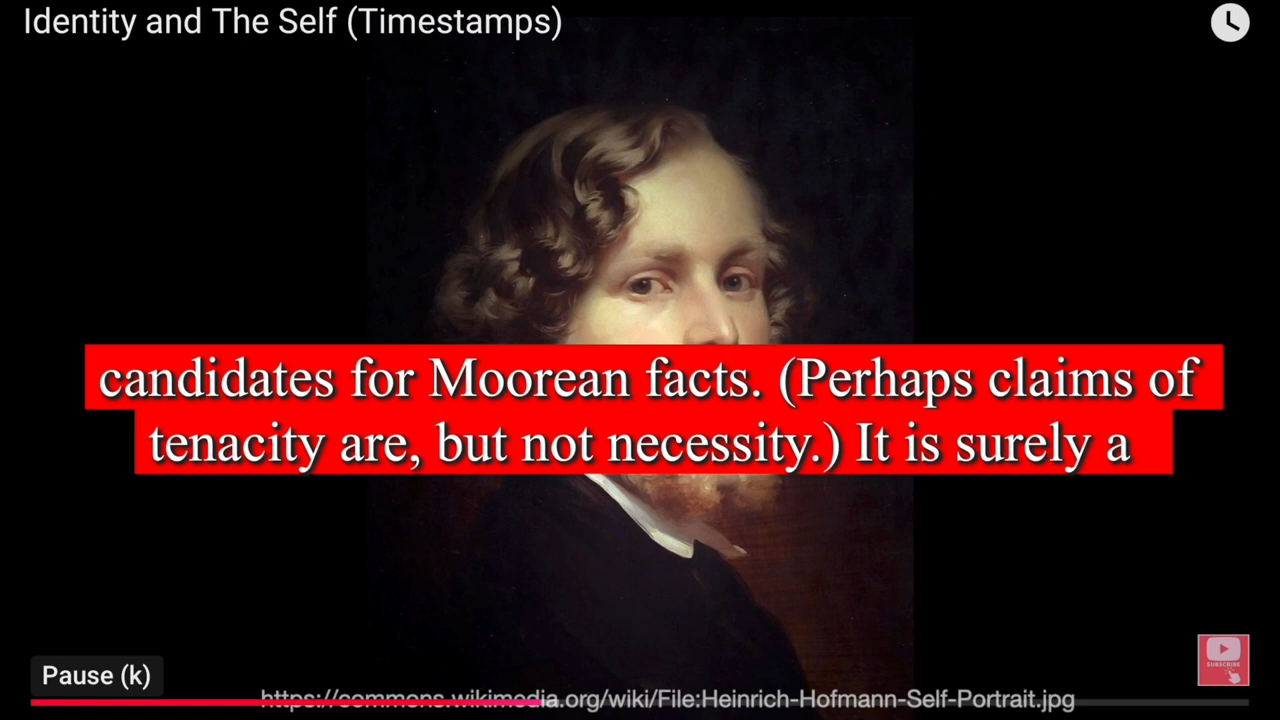 Identity and The Self (Timestamps)
candidates for Moorean facts. (Perhaps claims of
tenacity are, but not necessity.) It is surely a
SUBSCRIBE
Pause (k)
https://commons.wikimedia.org/wiki/File:Heinrich-Hofmann-Self-Portrait.jpg